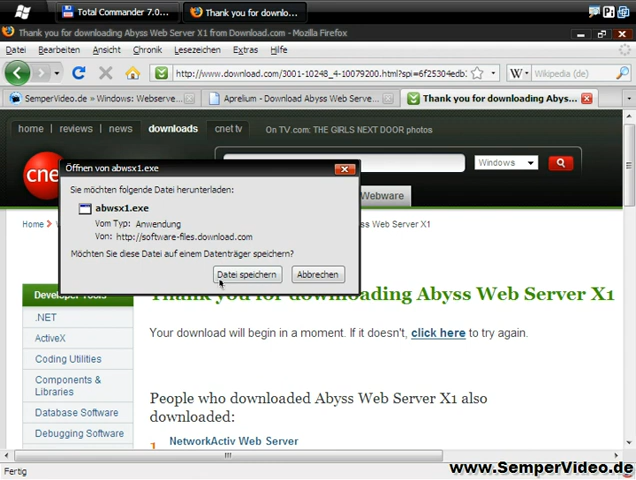 Total Commander 7.0...
Thank you for downlo...
Thank you for downloading Abyss Web Server X1 from Download.com - Mozilla Firefox
Datei Bearbeiten Ansicht Chronik Lesezeichen Extras Hilfe
http://www.download.com/3001-10248_4-10079200.html?spi=6f25304edb
W Wikipedia (de)
SemperVideo.de » Windows: Webserve...
Aprelium - Download Abyss Web Serve...
Thank you for downloading Abys...
home | reviews | news downloads cnet tv On TV.com: THE GIRLS NEXT DOOR photos
cne
Windows
Webware
Öffnen von abwsx1.exe
Sie möchten folgende Datei herunterladen:
abwsx1.exe
Vom Typ: Anwendung
Von: http://software-files.download.com
Möchten Sie diese Datei auf einem Datenträger speichern?
Datei speichern Abbrechen
Home
Abyss Web Server X1
Developer Tools
.NET
ActiveX
Coding Utilities
Components &
Libraries
Database Software
Debugging Software
Thank you for downloading Abyss Web Server X1
Your download will begin in a moment. If it doesn't, click here to try again.
People who downloaded Abyss Web Server X1 also
downloaded:
1 NetworkActiv Web Server
Fertig
www.SemperVideo.de